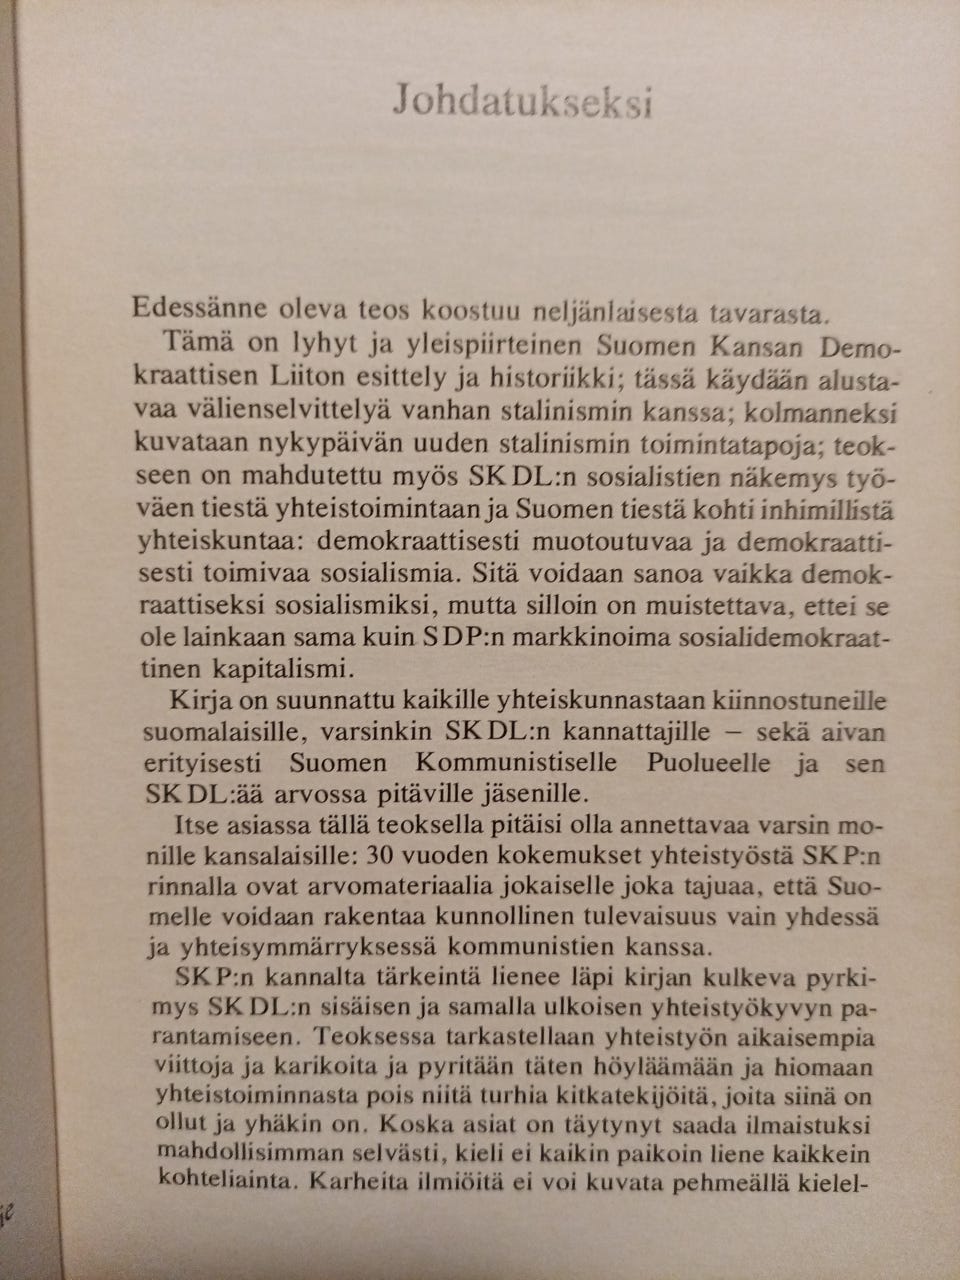 Johdatukseksi
Edessänne oleva teos koostuu neljänlaisesta tavarasta.
Tämä on lyhyt ja yleispiirteinen Suomen Kansan Demo-
kraattisen Liiton esittely ja historiikki; tässä käydään alusta-
vaa välienselvittelyä vanhan stalinismin kanssa; kolmanneksi
kuvataan nykypäivän uuden stalinismin toimintatapoja; teok-
seen on mahdutettu myös SKDL:n sosialistien näkemys työ-
väen tiestä yhteistoimintaan ja Suomen tiestä kohti inhimillistä
yhteiskuntaa: demokraattisesti muotoutuvaa ja demokraatti-
sesti toimivaa sosialismia. Sitä voidaan sanoa vaikka demok-
raattiseksi sosialismiksi, mutta silloin on muistettava, ettei se
ole lainkaan sama kuin SDP:n markkinoima sosialidemokraat-
tinen kapitalismi.
Kirja on suunnattu kaikille yhteiskunnastaan kiinnostuneille
suomalaisille, varsinkin SKDL:n kannattajille – sekä aivan
erityisesti Suomen Kommunistiselle Puolueelle ja sen
SKDL:ää arvossa pitäville jäsenille.
Itse asiassa tällä teoksella pitäisi olla annettavaa varsin mo-
nille kansalaisille: 30 vuoden kokemukset yhteistyöstä SKP:n
rinnalla ovat arvomateriaalia jokaiselle joka tajuaa, että Suo-
melle voidaan rakentaa kunnollinen tulevaisuus vain yhdessä
ja yhteisymmärryksessä kommunistien kanssa.
SKP:n kannalta tärkeintä lienee läpi kirjan kulkeva pyrki-
mys SKDL:n sisäisen ja samalla ulkoisen yhteistyökyvyn pa-
rantamiseen. Teoksessa tarkastellaan yhteistyön aikaisempia
viittoja ja karikoita ja pyritään täten höyläämään ja hiomaan
yhteistoiminnasta pois niitä turhia kitkatekijöitä, joita siinä on
ollut ja yhäkin on. Koska asiat on täytynyt saada ilmaistuksi
mahdollisimman selvästi, kieli ei kaikin paikoin liene kaikkein
kohteliainta. Karheita ilmiöitä ei voi kuvata pehmeällä kielel-